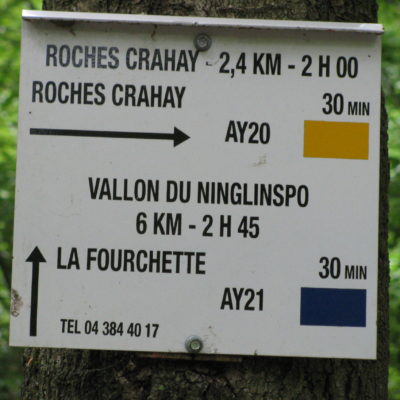 ROCHES CRAHAY - 2,4 KM - 2 H 00
ROCHES CRAHAY 30 MIN
AY20
VALLON DU NINGLINSPO
6 KM - 2 H 45
LA FOURCHETTE 30 MIN
AY21
TEL 04 384 40 17